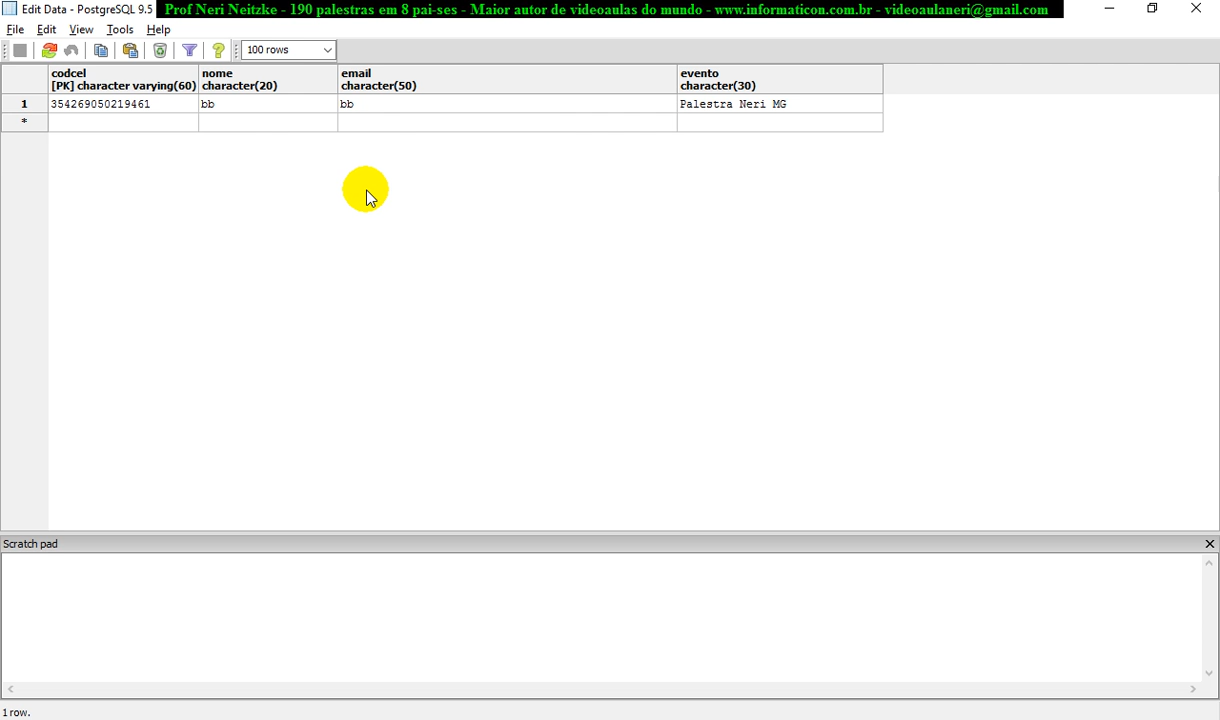 Edit Data - PostgreSQL 9.5
Prof Neri Neitzke - 190 palestras em 8 pai-ses - Maior autor de videoaulas do mundo - www.informaticon.com.br - videoaulaneri@gmail.com
File Edit View Tools Help
100 rows
codcel nome email evento
[PK] character varying(60) character(20) character(50) character(30)
1 354269050219461 bb bb Palestra Neri MG
*
Scratch pad
1 row.